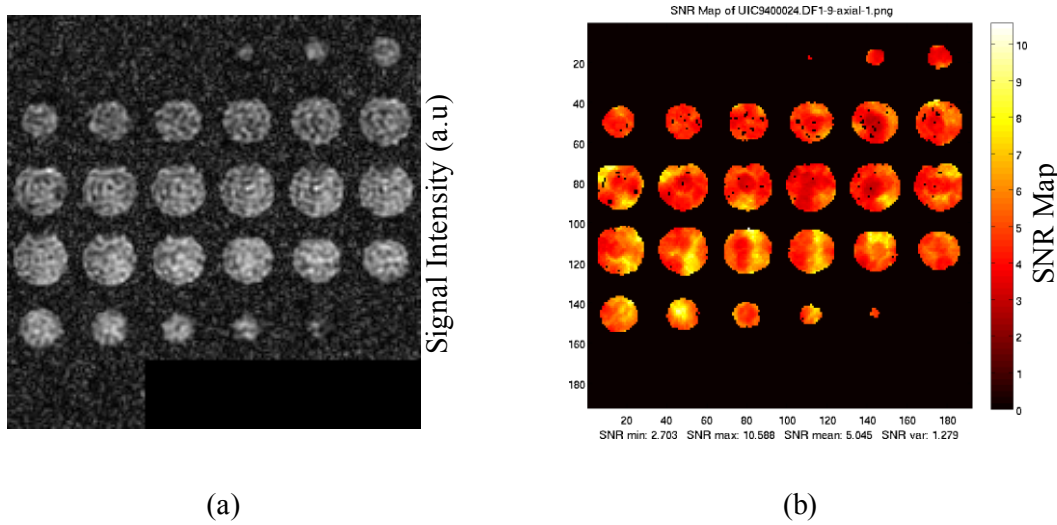 SNR Map of UIC9400024.DF1-9-axial-1.png
Signal Intensity (a.u)
20
40
60
80
100
120
140
160
180
20 40 60 80 100 120 140 160 180
SNR min: 2.703 SNR max: 10.588 SNR mean: 5.045 SNR var: 1.279
10
9
8
7
6
5
4
3
2
1
0
SNR Map
(a)
(b)